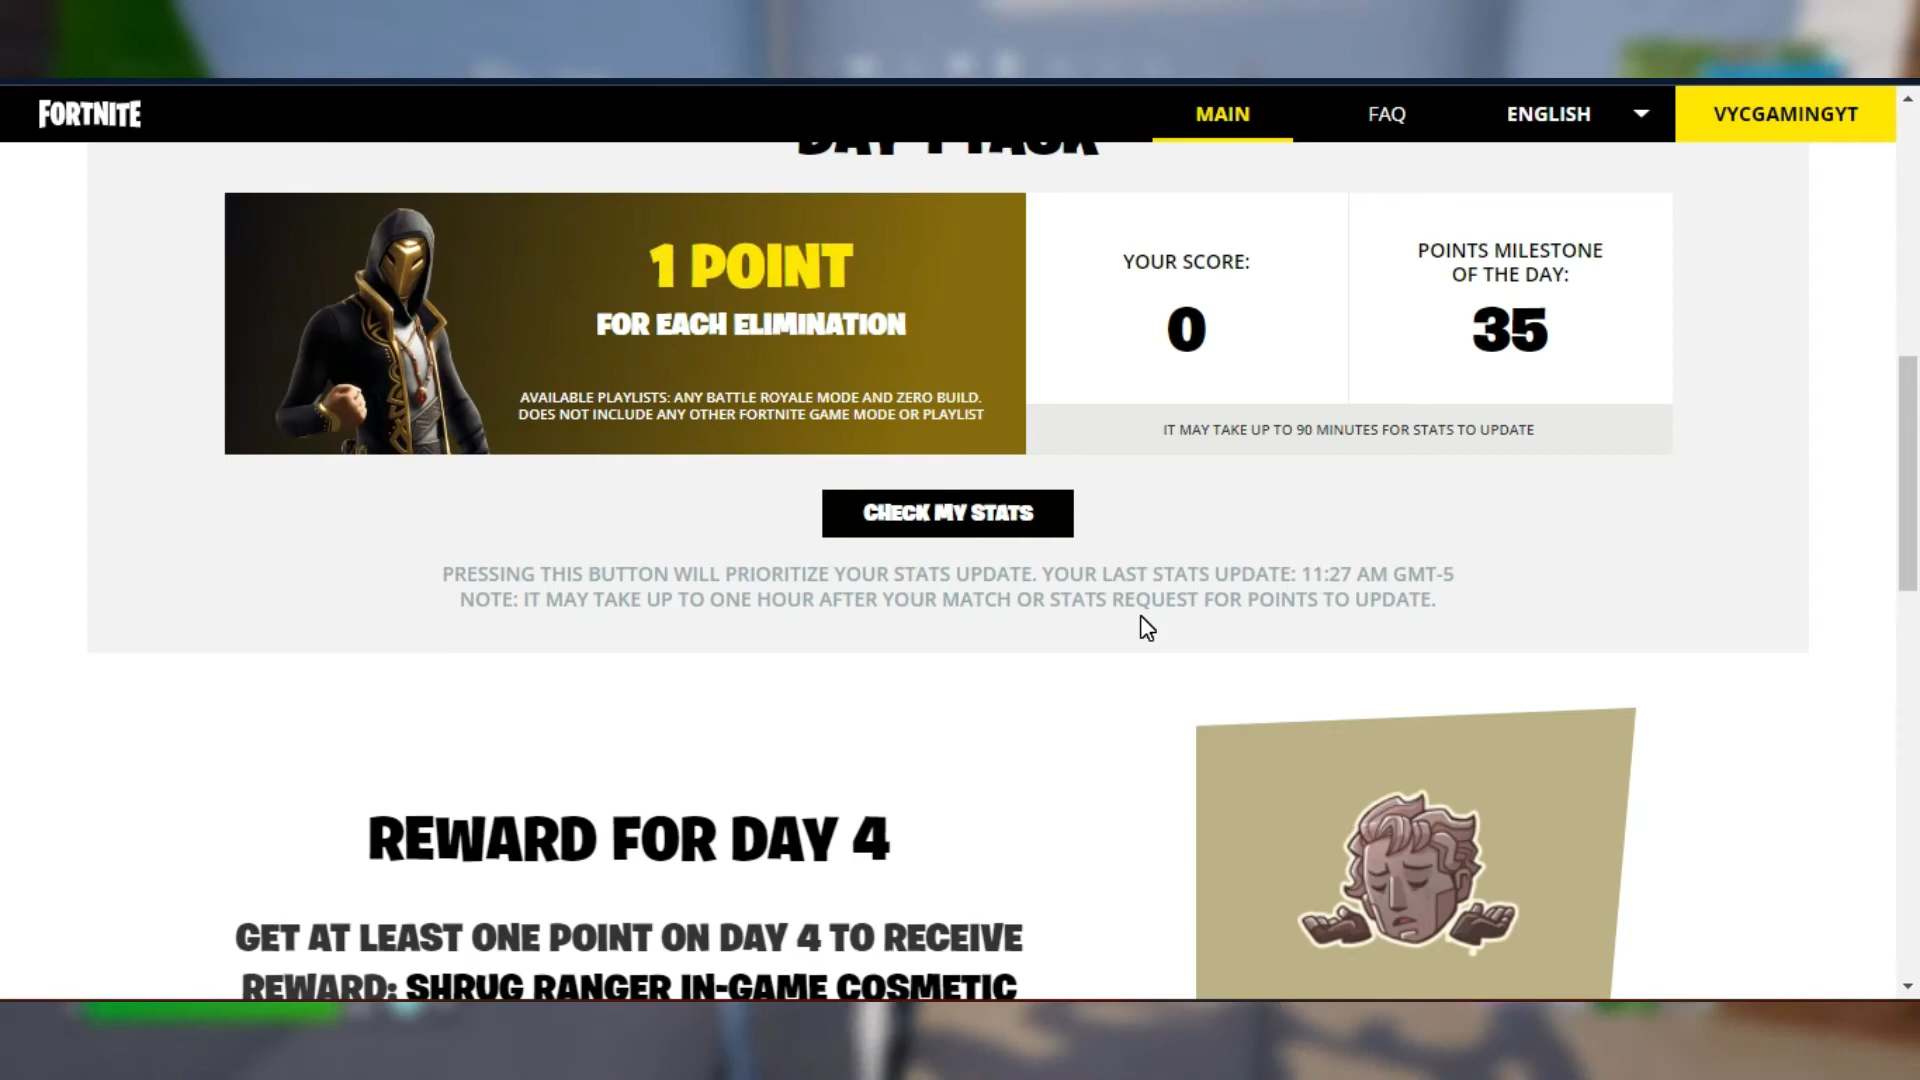 FORTNITE
MAIN
FAQ
ENGLISH
VYCGAMINGYT
DAY 4 TASK
1 POINT
FOR EACH ELIMINATION
AVAILABLE PLAYLISTS: ANY BATTLE ROYALE MODE AND ZERO BUILD.
DOES NOT INCLUDE ANY OTHER FORTNITE GAME MODE OR PLAYLIST
YOUR SCORE:
0
POINTS MILESTONE
OF THE DAY:
35
IT MAY TAKE UP TO 90 MINUTES FOR STATS TO UPDATE
CHECK MY STATS
PRESSING THIS BUTTON WILL PRIORITIZE YOUR STATS UPDATE. YOUR LAST STATS UPDATE: 11:27 AM GMT-5
NOTE: IT MAY TAKE UP TO ONE HOUR AFTER YOUR MATCH OR STATS REQUEST FOR POINTS TO UPDATE.
REWARD FOR DAY 4
GET AT LEAST ONE POINT ON DAY 4 TO RECEIVE
REWARD: SHRUG RANGER IN-GAME COSMETIC